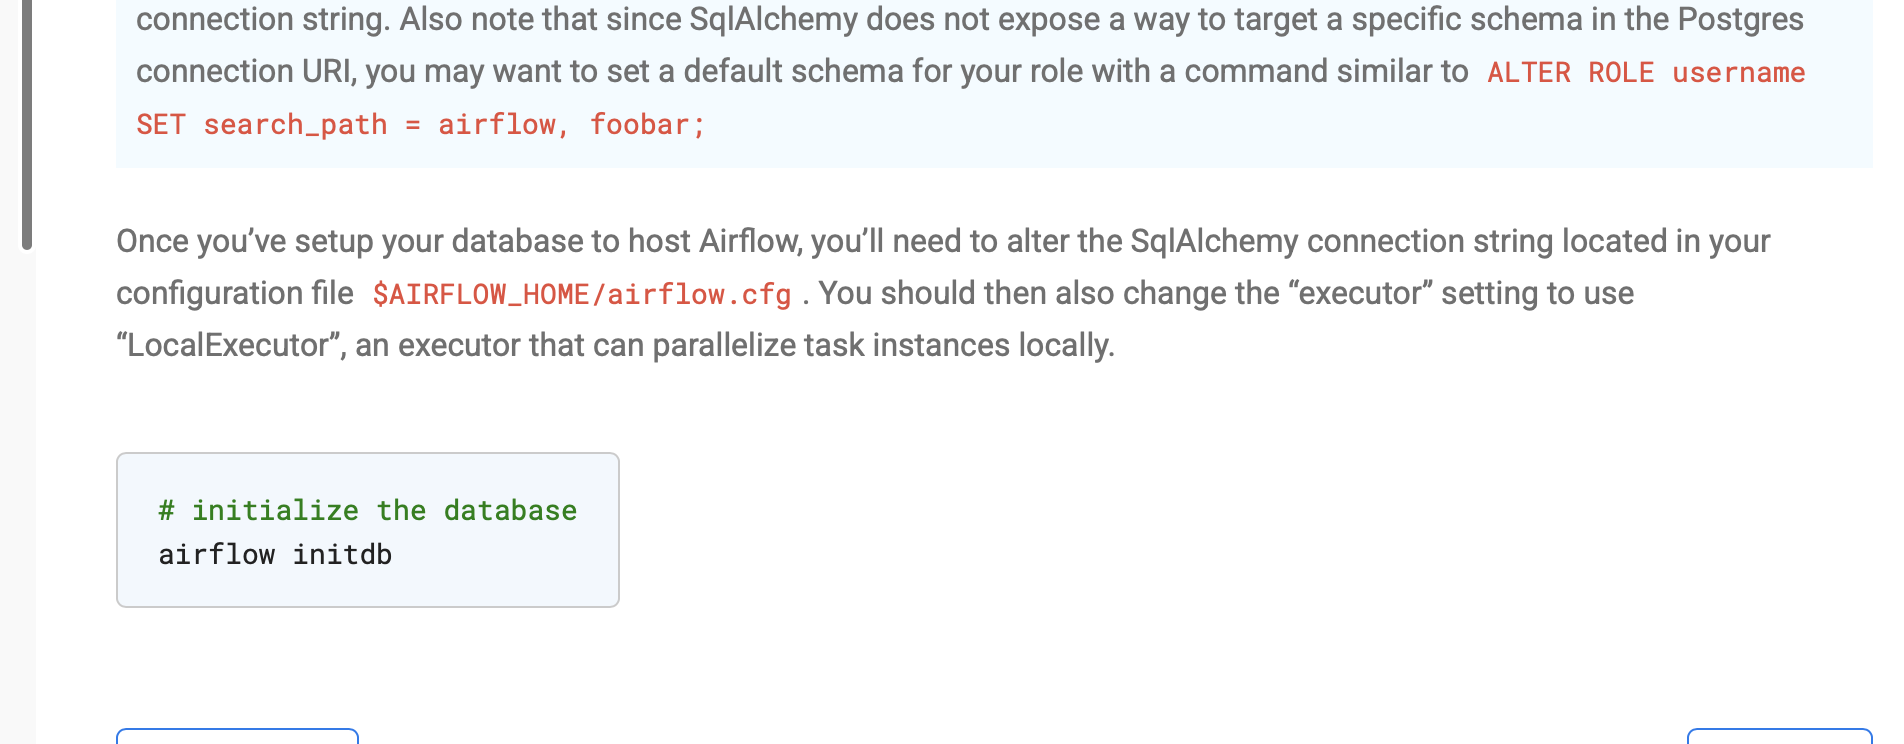 connection string. Also note that since SqlAlchemy does not expose a way to target a specific schema in the Postgres
connection URI, you may want to set a default schema for your role with a command similar to ALTER ROLE username
SET search_path = airflow, foobar;
Once you’ve setup your database to host Airflow, you’ll need to alter the SqlAlchemy connection string located in your
configuration file $AIRFLOW_HOME/airflow.cfg . You should then also change the “executor” setting to use
“LocalExecutor”, an executor that can parallelize task instances locally.
# initialize the database
airflow initdb